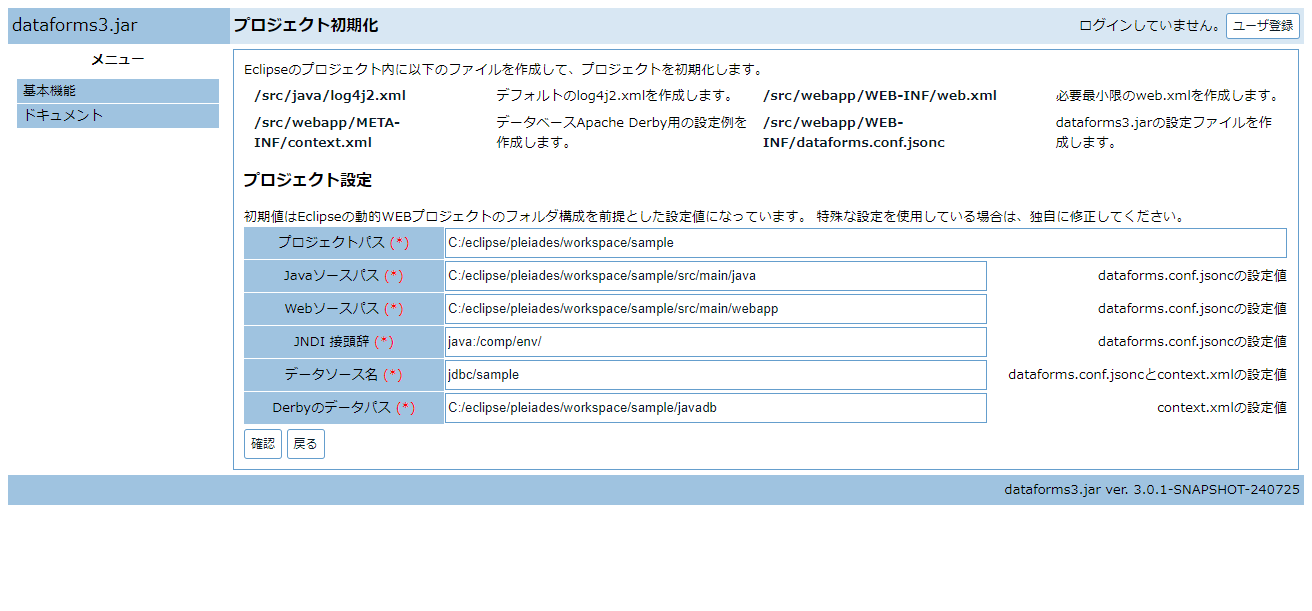 dataforms3.jar
プロジェクト初期化
ログインしていません。 ユーザ登録
メニュー
基本機能
ドキュメント
Eclipseのプロジェクト内に以下のファイルを作成して、プロジェクトを初期化します。
/src/java/log4j2.xml
デフォルトのlog4j2.xmlを作成します。
/src/webapp/WEB-INF/web.xml
必要最小限のweb.xmlを作成します。
/src/webapp/META-
INF/context.xml
データベースApache Derby用の設定例を
作成します。
/src/webapp/WEB-
INF/dataforms.conf.jsonc
dataforms3.jarの設定ファイルを作
成します。
プロジェクト設定
初期値はEclipseの動的WEBプロジェクトのフォルダ構成を前提とした設定値になっています。 特殊な設定を使用している場合は、独自に修正してください。
プロジェクトパス (*) C:/eclipse/pleiades/workspace/sample
Javaソースパス (*) C:/eclipse/pleiades/workspace/sample/src/main/java dataforms.conf.jsoncの設定値
Webソースパス (*) C:/eclipse/pleiades/workspace/sample/src/main/webapp dataforms.conf.jsoncの設定値
JNDI 接頭辞 (*) java:/comp/env/ dataforms.conf.jsoncの設定値
データソース名 (*) jdbc/sample dataforms.conf.jsoncとcontext.xmlの設定値
Derbyのデータパス (*) C:/eclipse/pleiades/workspace/sample/javadb context.xmlの設定値
確認 戻る
dataforms3.jar ver. 3.0.1-SNAPSHOT-240725